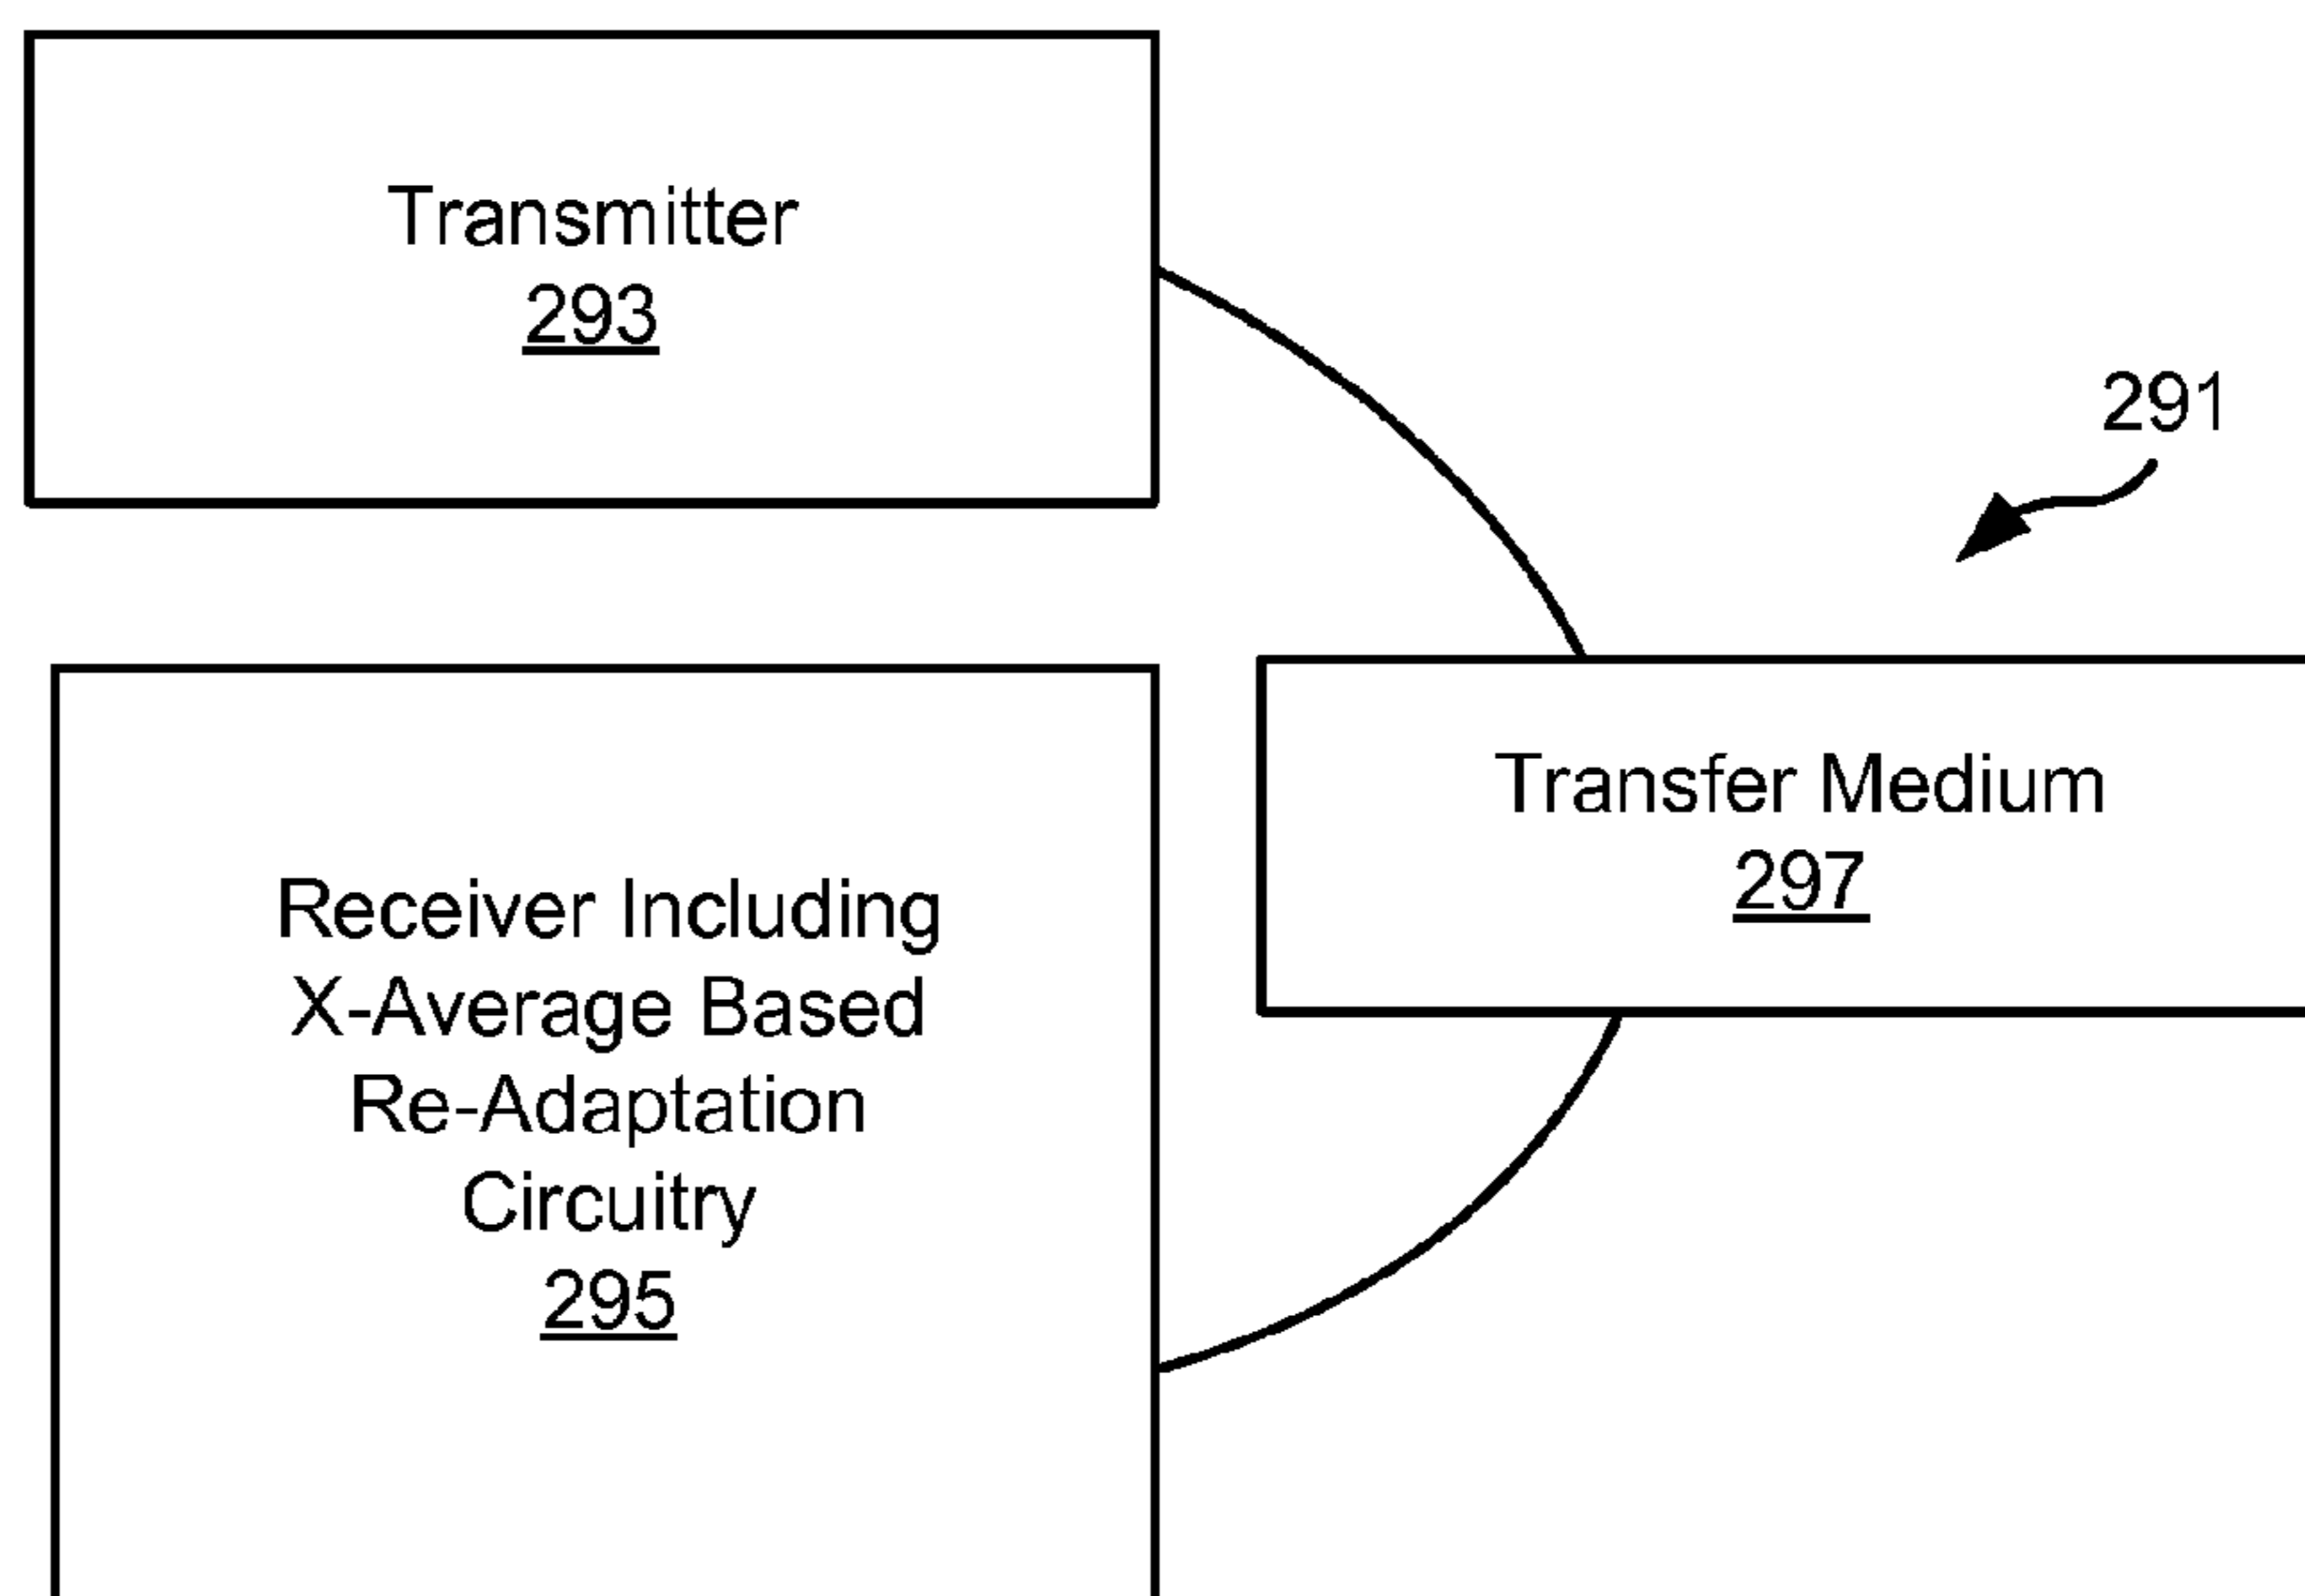 Transmitter
293
291
Transfer Medium
297
Receiver Including
X-Average Based
Re-Adaptation
Circuitry
295